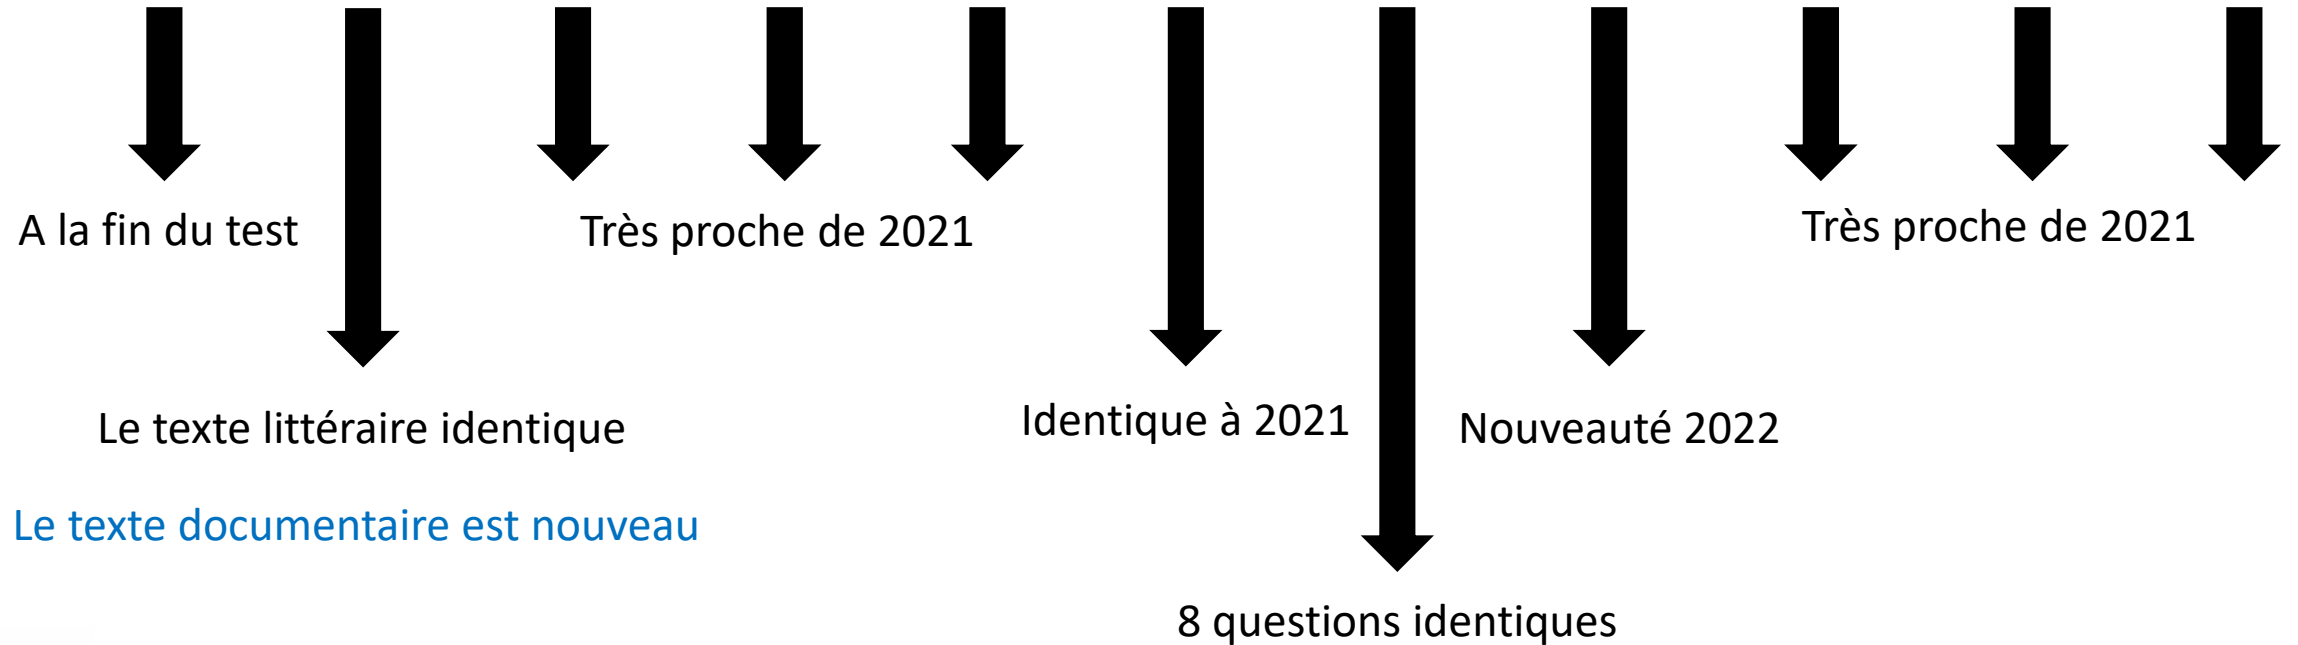 A la fin du test
Très proche de 2021
Très proche de 2021
Le texte littéraire identique
Identique à 2021
Nouveauté 2022
Le texte documentaire est nouveau
8 questions identiques